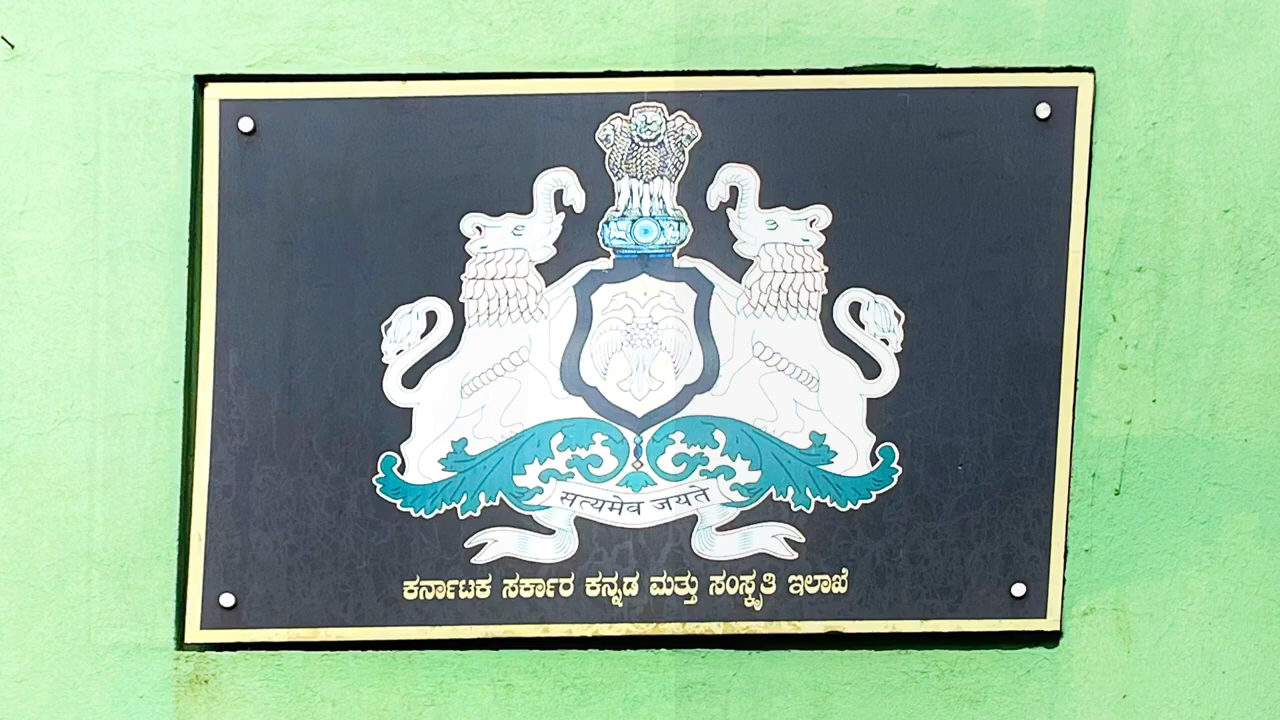 सत्यमेव जयते
ಕರ್ನಾಟಕ ಸರ್ಕಾರ ಕನ್ನಡ ಮತ್ತು ಸಂಸ್ಕೃತಿ ಇಲಾಖೆ